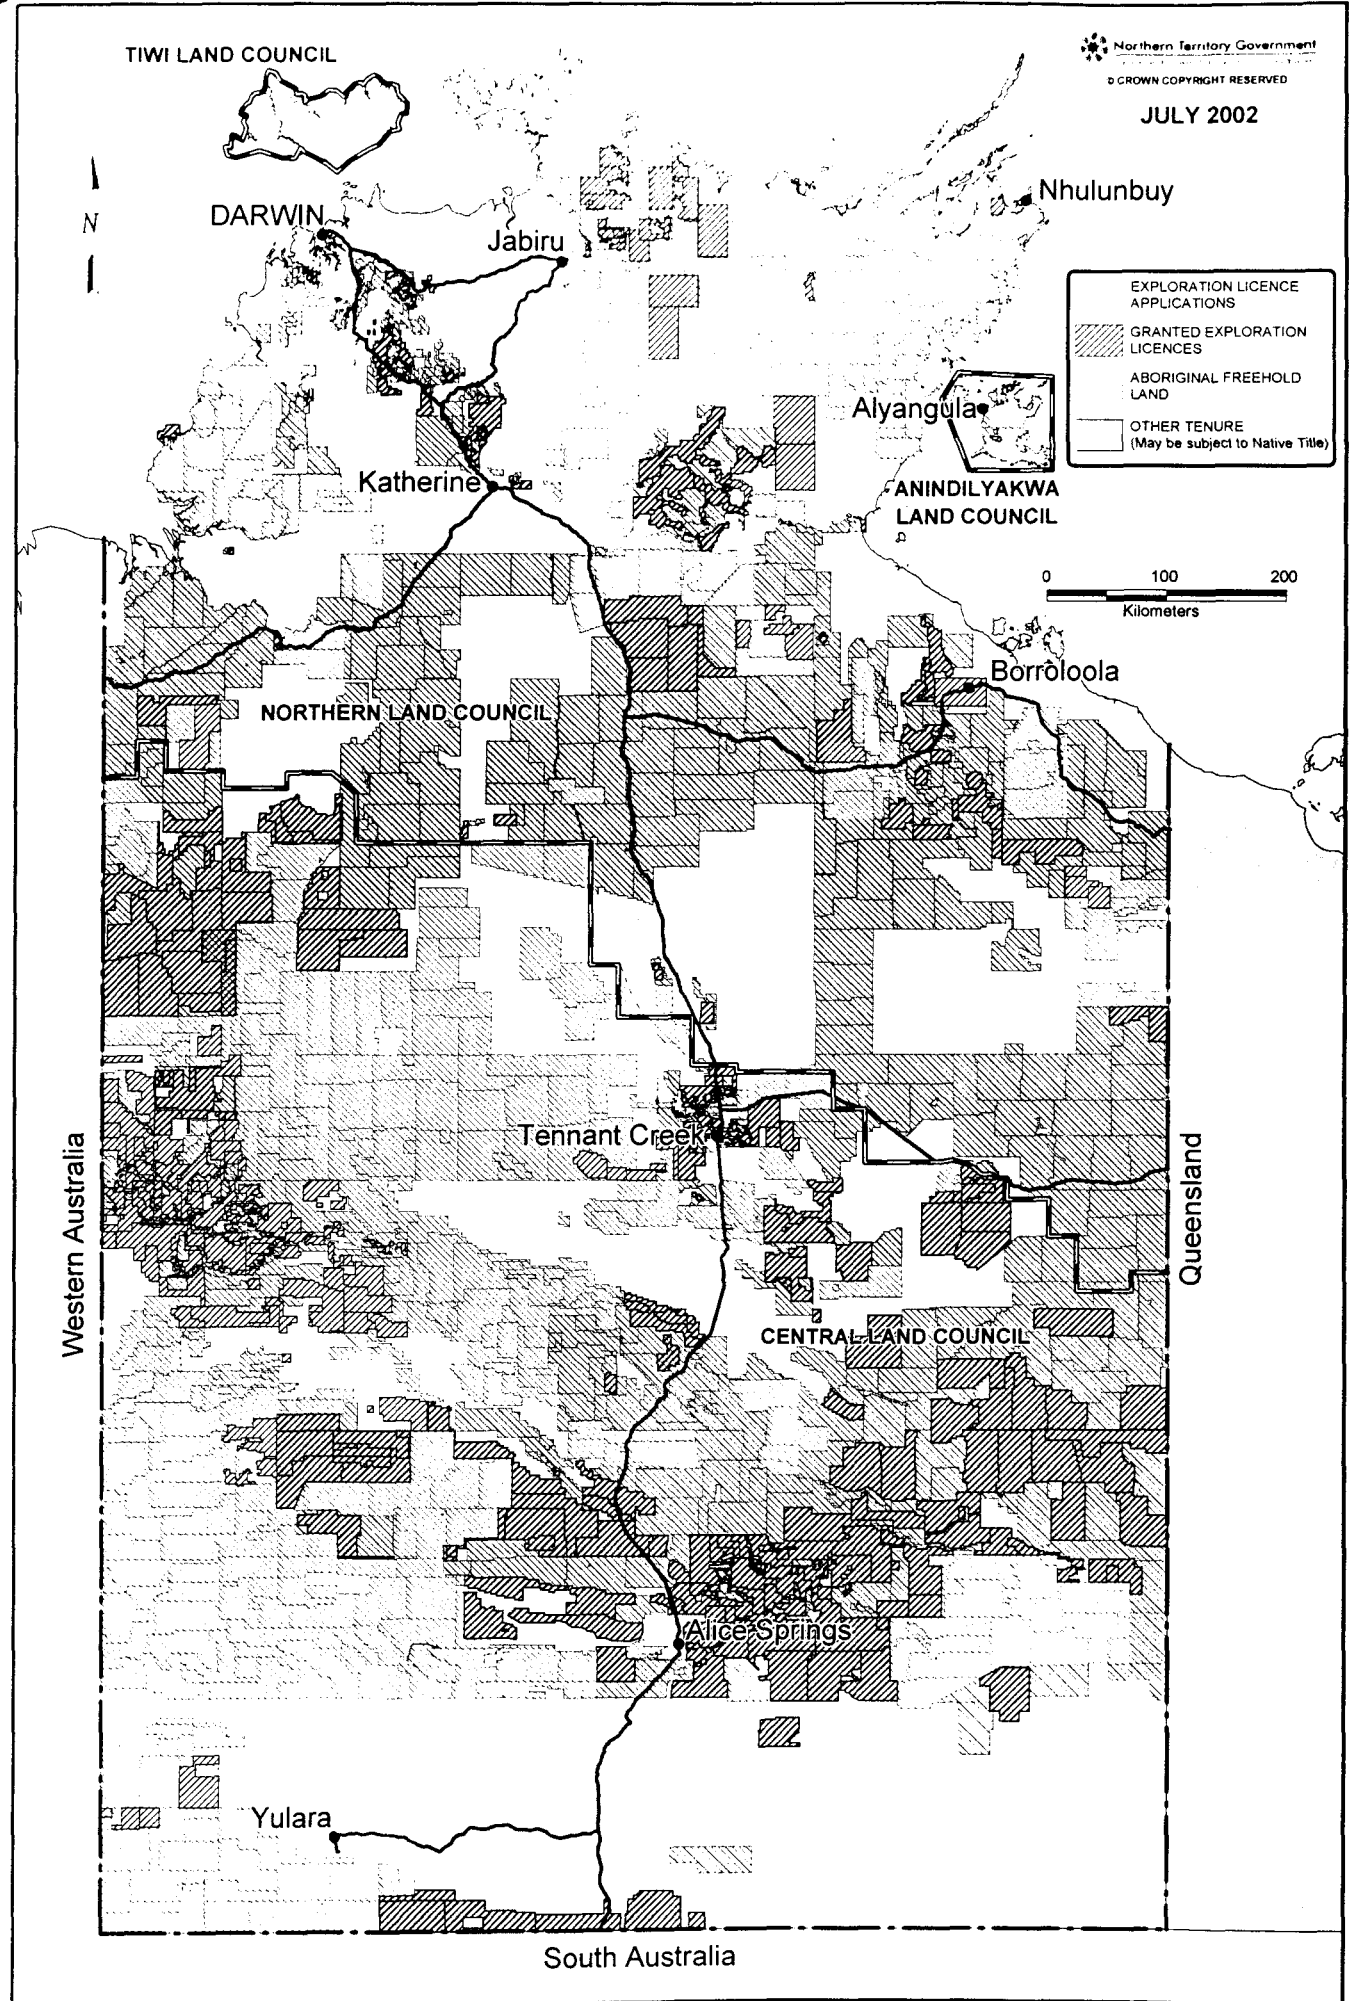 TIWI LAND COUNCIL
Northern Territory Government
© CROWN COPYRIGHT RESERVED
JULY 2002
N
DARWIN
Jabiru
Nhulunbuy
EXPLORATION LICENCE
APPLICATIONS
GRANTED EXPLORATION
LICENCES
ABORIGINAL FREEHOLD
LAND
OTHER TENURE
(May be subject to Native Title)
Alyangula
ANINDILYAKWA
LAND COUNCIL
Katherine
0 100 200
Kilometers
Borroloola
NORTHERN LAND COUNCIL
Tennant Creek
Western Australia
Queensland
CENTRAL LAND COUNCIL
Alice Springs
Yulara
South Australia